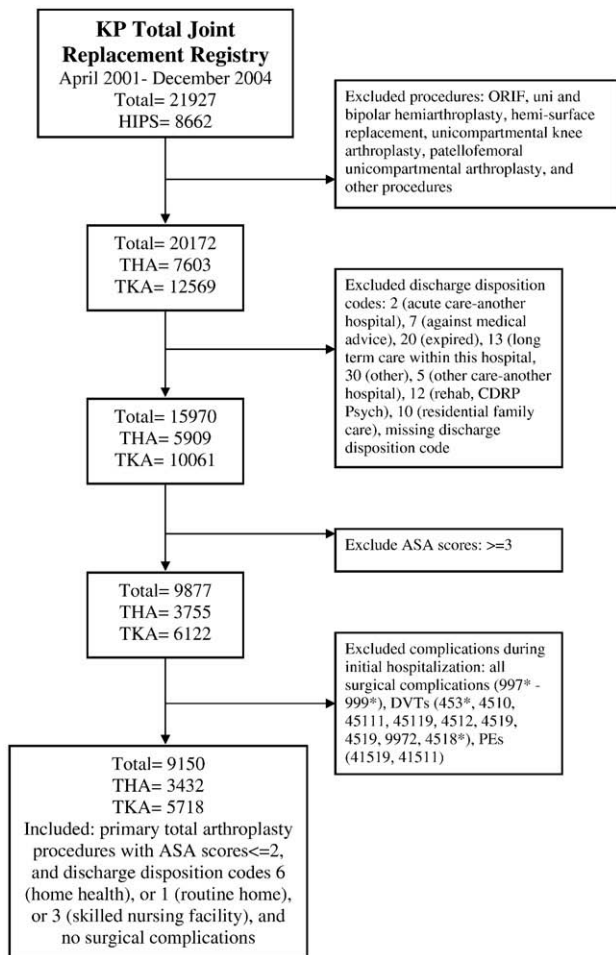 KP Total Joint
Replacement Registry
April 2001- December 2004
Total= 21927
HIPS= 8662
Excluded procedures: ORIF, uni and
bipolar hemiarthroplasty, hemi-surface
replacement, unicompartmental knee
arthroplasty, patellofemoral
unicompartmental arthroplasty, and
other procedures
Total= 20172
THA= 7603
TKA= 12569
Excluded discharge disposition
codes: 2 (acute care-another
hospital), 7 (against medical
advice), 20 (expired), 13 (long
term care within this hospital,
30 (other), 5 (other care-another
hospital), 12 (rehab, CDRP
Psych), 10 (residential family
care), missing discharge
disposition code
15970
THA= 5909
TKA= 10061
Exclude ASA scores: >=3
Total= 9877
THA= 3755
TKA= 6122
Excluded complications during
initial hospitalization: all
surgical complications (997* -
999*), DVTs (453*, 4510,
45111, 45119, 4512, 4519,
4519, 9972, 4518*), PEs
(41519, 41511)
Total= 9150
THA= 3432
TKA= 5718
Included: primary total arthroplasty
procedures with ASA scores<=2,
and discharge disposition codes 6
(home health), or 1 (routine home),
or 3 (skilled nursing facility), and
no surgical complications